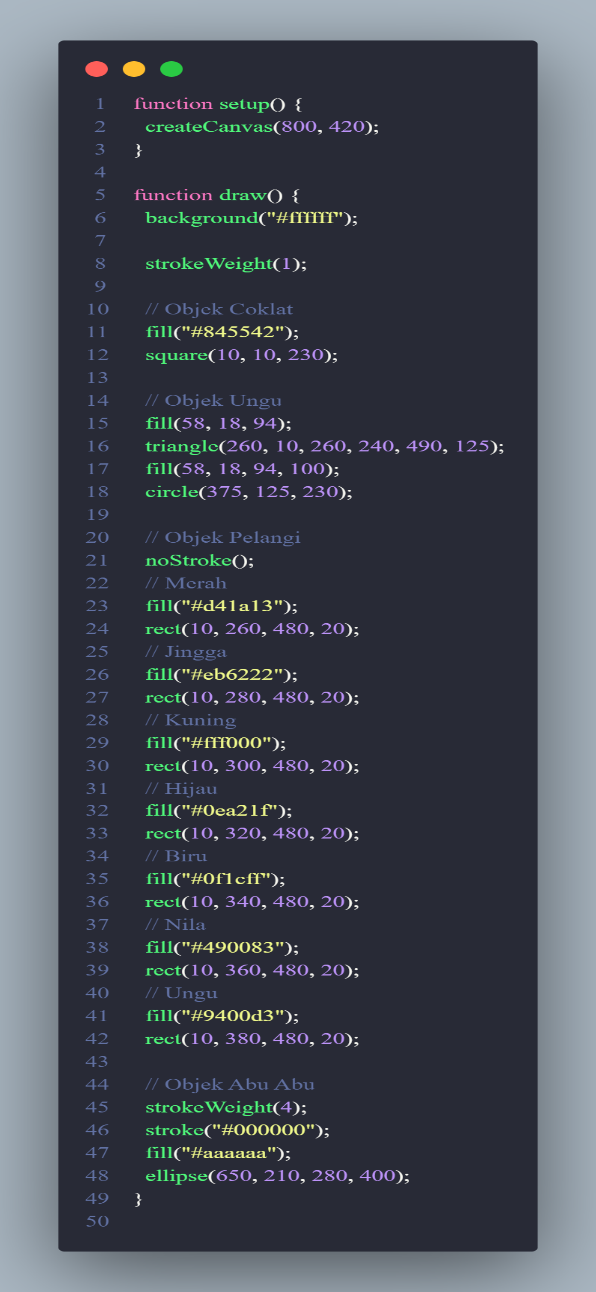 1 function setup() {
2 createCanvas(800, 420);
3 }
4
5 function draw() {
6 background("#ffffff");
7
8 strokeWeight(1);
9
10 // Objek Coklat
11 fill("#845542");
12 square(10, 10, 230);
13
14 // Objek Ungu
15 fill(58, 18, 94);
16 triangle(260, 10, 260, 240, 490, 125);
17 fill(58, 18, 94, 100);
18 circle(375, 125, 230);
19
20 // Objek Pelangi
21 noStroke();
22 // Merah
23 fill("#d41a13");
24 rect(10, 260, 480, 20);
25 // Jingga
26 fill("#eb6222");
27 rect(10, 280, 480, 20);
28 // Kuning
29 fill("#fff000");
30 rect(10, 300, 480, 20);
31 // Hijau
32 fill("#0ea21f");
33 rect(10, 320, 480, 20);
34 // Biru
35 fill("#0f1cff");
36 rect(10, 340, 480, 20);
37 // Nila
38 fill("#490083");
39 rect(10, 360, 480, 20);
40 // Ungu
41 fill("#9400d3");
42 rect(10, 380, 480, 20);
43
44 // Objek Abu Abu
45 strokeWeight(4);
46 stroke("#000000");
47 fill("#aaaaaa");
48 ellipse(650, 210, 280, 400);
49 }
50